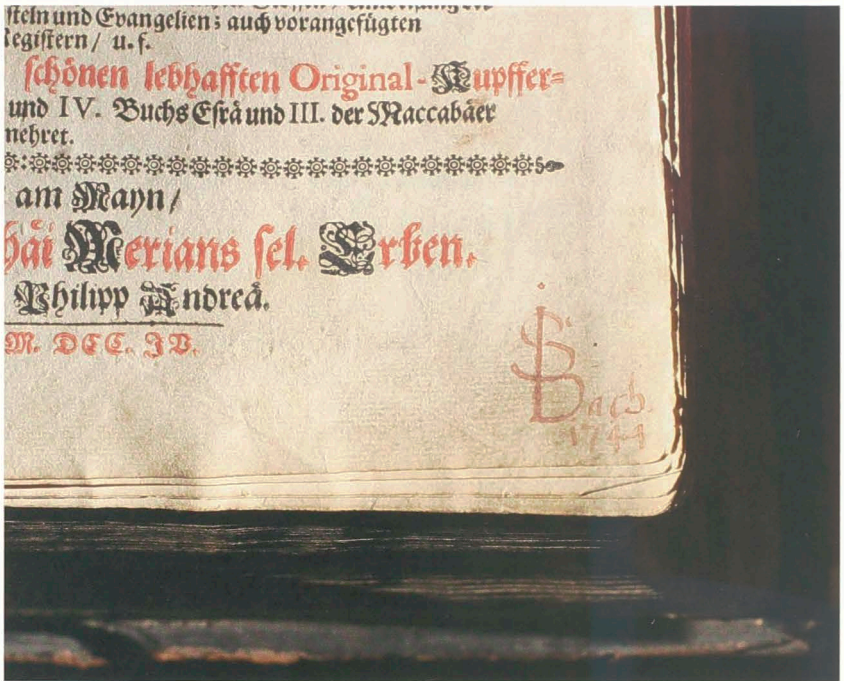 steln und Evangelien; auch vorangefügten
Registern / u. f.
schönen lebhafften Original-Kupffer-
und IV. Buchs Esrä und III. der Maccabäer
mehret.
am Mayn /
häi Merians sel. Erben.
Philipp Andreä.
M. DCC. IV.
JSBach.
1744